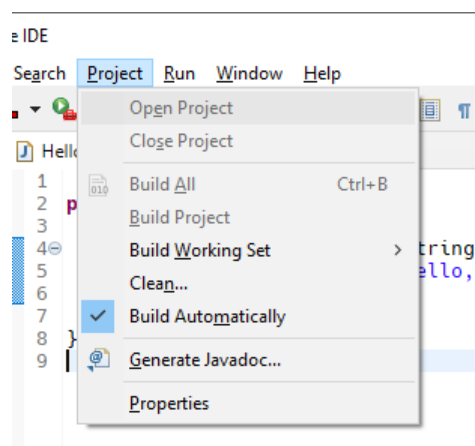 e IDE
Search Project Run Window Help
Open Project
Close Project
Hello
Build All Ctrl+B
Build Project
Build Working Set >
Clean...
Build Automatically
Generate Javadoc...
Properties
1
2 p
3
4 tring
5 ello,
6
7
8 }
9